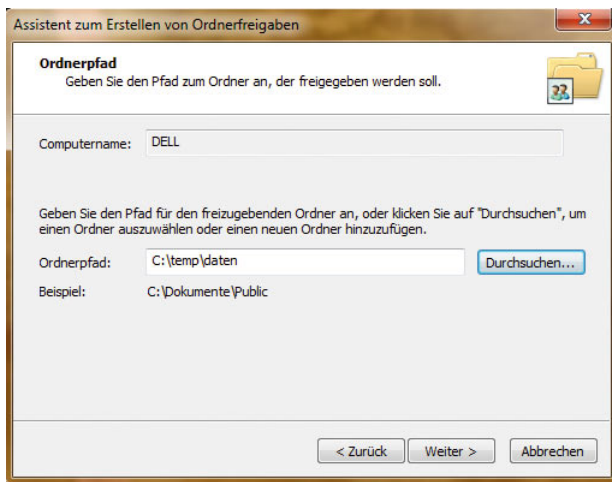 Assistent zum Erstellen von Ordnerfreigaben
Ordnerpfad
Geben Sie den Pfad zum Ordner an, der freigegeben werden soll.
Computername: DELL
Geben Sie den Pfad für den freizugebenden Ordner an, oder klicken Sie auf "Durchsuchen", um
einen Ordner auszuwählen oder einen neuen Ordner hinzuzufügen.
Ordnerpfad: C:\temp\daten Durchsuchen...
Beispiel: C:\Dokumente\Public
< Zurück Weiter > Abbrechen